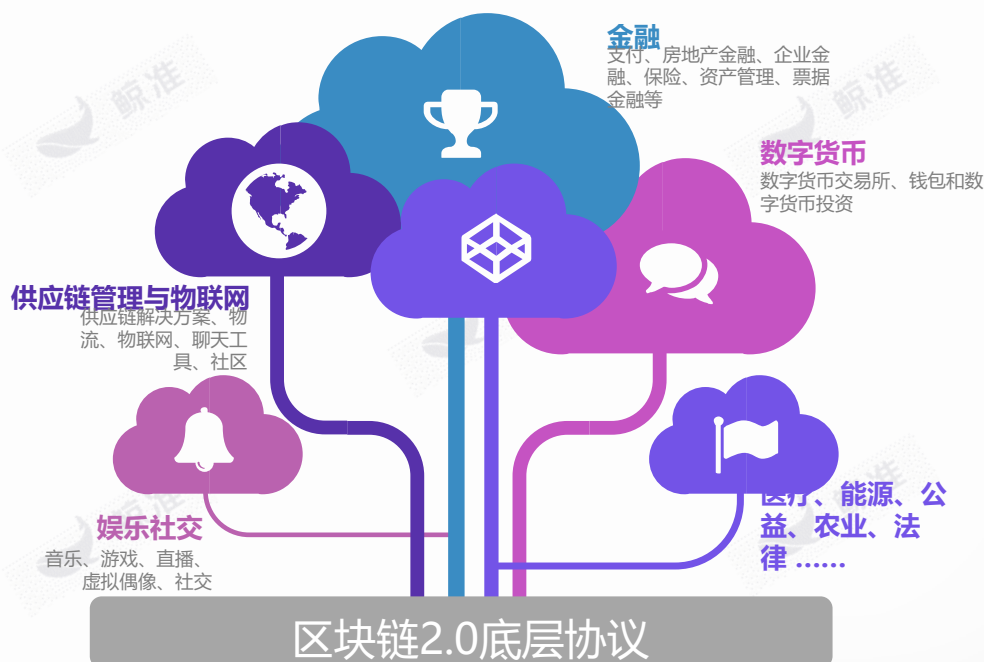 金融
支付、房地产金融、企业金
融、保险、资产管理、票据
金融等
数字货币
数字货币交易所、钱包和数
字货币投资
供应链管理与物联网
供应链解决方案、物
流、物联网、聊天工
具、社区
娱乐社交
音乐、游戏、直播、
虚拟偶像、社交
医疗、能源、公
益、农业、法
律 ......
区块链2.0底层协议
鲸准
鲸准
鲸准
鲸准